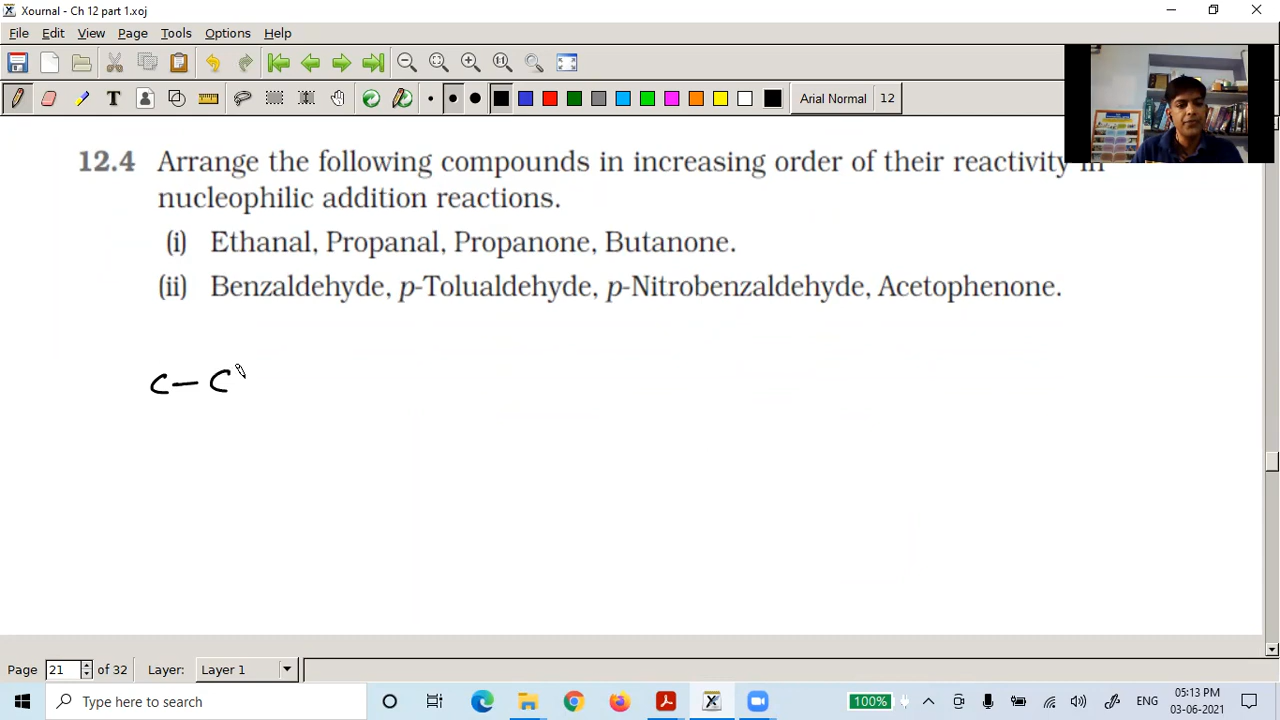 Xournal - Ch 12 part 1.xoj
File Edit View Page Tools Options Help
Arial Normal 12
12.4 Arrange the following compounds in increasing order of their reactivity in
nucleophilic addition reactions.
(i) Ethanal, Propanal, Propanone, Butanone.
(ii) Benzaldehyde, p-Tolualdehyde, p-Nitrobenzaldehyde, Acetophenone.
C – C
Page 21 of 32 Layer: Layer 1
Type here to search
100%
ENG
05:13 PM
03-06-2021